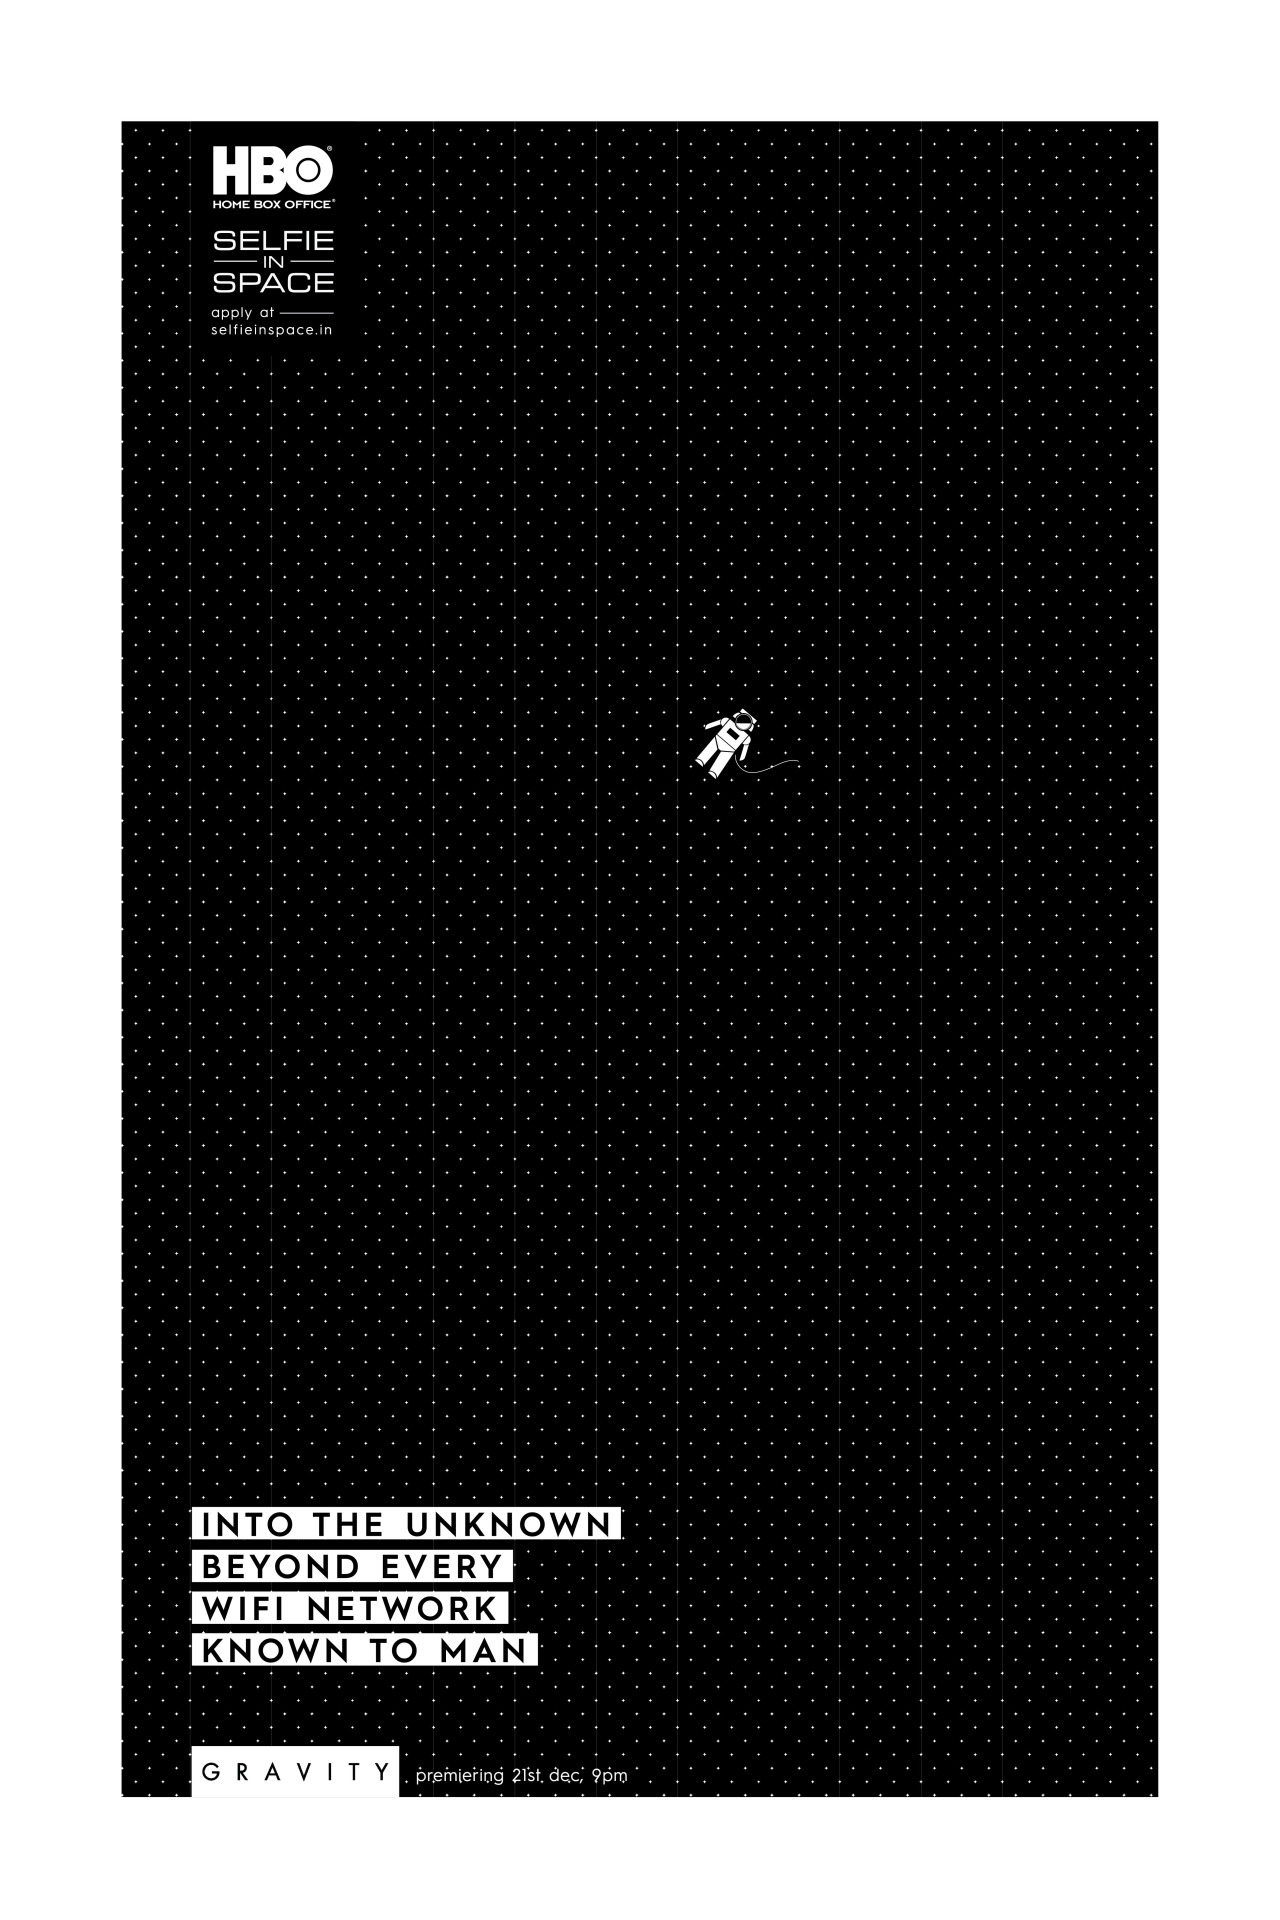 HBO®
HOME BOX OFFICE®
SELFIE
IN
SPACE
apply at
selfieinspace.in
INTO THE UNKNOWN
BEYOND EVERY
WIFI NETWORK
KNOWN TO MAN
GRAVITY premiering 21st dec, 9pm